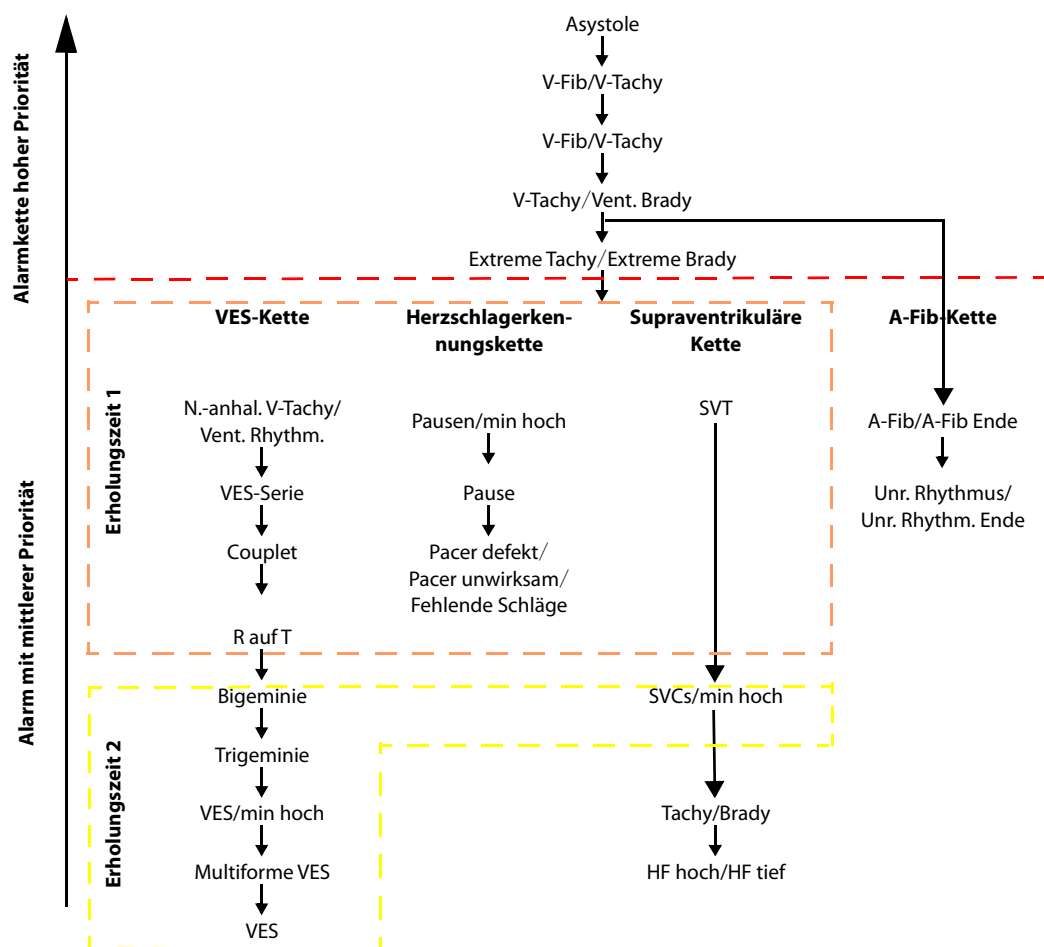 Asystole
V-Fib/V-Tachy
V-Fib/V-Tachy
V-Tachy/Vent. Brady
Extreme Tachy/Extreme Brady
Alarmkette hoher Priorität
Alarm mit mittlerer Priorität
Erholungszeit 1
Erholungszeit 2
VES-Kette
N.-anhal. V-Tachy/
Vent. Rhythm.
VES-Serie
Couplet
R auf T
Bigeminie
Trigeminie
VES/min hoch
Multiforme VES
VES
Herzschlagerken-
nungskette
Pausen/min hoch
Pause
Pacer defekt/
Pacer unwirksam/
Fehlende Schläge
Supraventrikuläre
Kette
SVT
SVCs/min hoch
Tachy/Brady
HF hoch/HF tief
A-Fib-Kette
A-Fib/A-Fib Ende
Unr. Rhythmus/
Unr. Rhythm. Ende